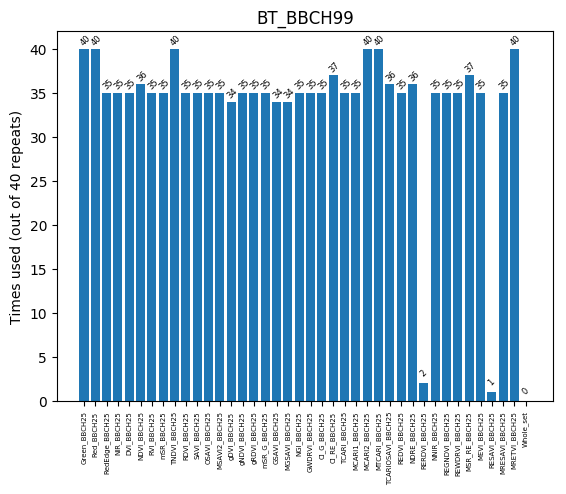 BT_BBCH99
Times used (out of 40 repeats)
40
35
30
25
20
15
10
5
0
40
40
35
35
35
36
35
35
40
35
35
35
35
34
35
35
35
34
34
35
35
35
37
35
35
40
40
36
35
36
2
35
35
35
37
35
1
35
40
0
Green_BBCH25
Red_BBCH25
RedEdge_BBCH25
NIR_BBCH25
DVI_BBCH25
NDVI_BBCH25
RVI_BBCH25
mSR_BBCH25
TNDVI_BBCH25
RDVI_BBCH25
SAVI_BBCH25
OSAVI_BBCH25
MSAVI2_BBCH25
gDVI_BBCH25
gNDVI_BBCH25
gRDVI_BBCH25
mSR_G_BBCH25
GSAVI_BBCH25
MGSAVI_BBCH25
NGI_BBCH25
GWDRVI_BBCH25
CI_G_BBCH25
CI_RE_BBCH25
TCARI_BBCH25
MCARI1_BBCH25
MCARI2_BBCH25
MTCARI_BBCH25
TCARIOSAVI_BBCH25
REDVI_BBCH25
NDRE_BBCH25
RERDVI_BBCH25
NNIR_BBCH25
REGNDVI_BBCH25
REWDRVI_BBCH25
MSR_RE_BBCH25
MEVI_BBCH25
RESAVI_BBCH25
MRESAVI_BBCH25
MRETVI_BBCH25
Whole_set